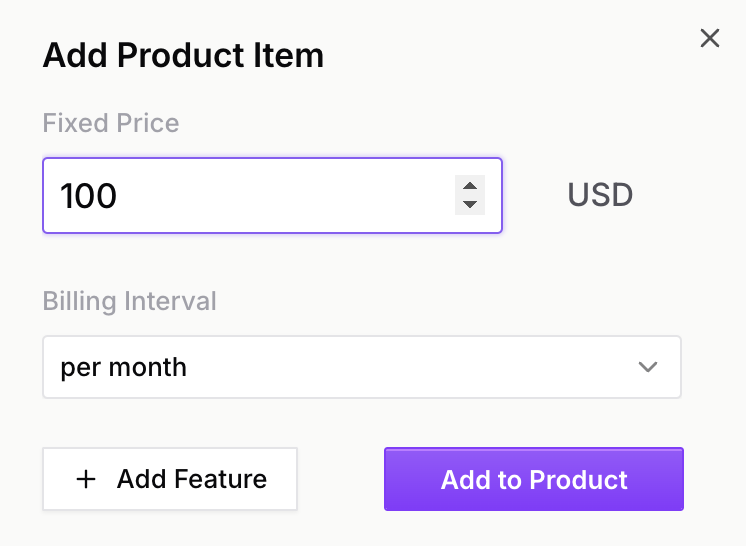 Add Product Item
Fixed Price
100
USD
Billing Interval
per month
+ Add Feature
Add to Product